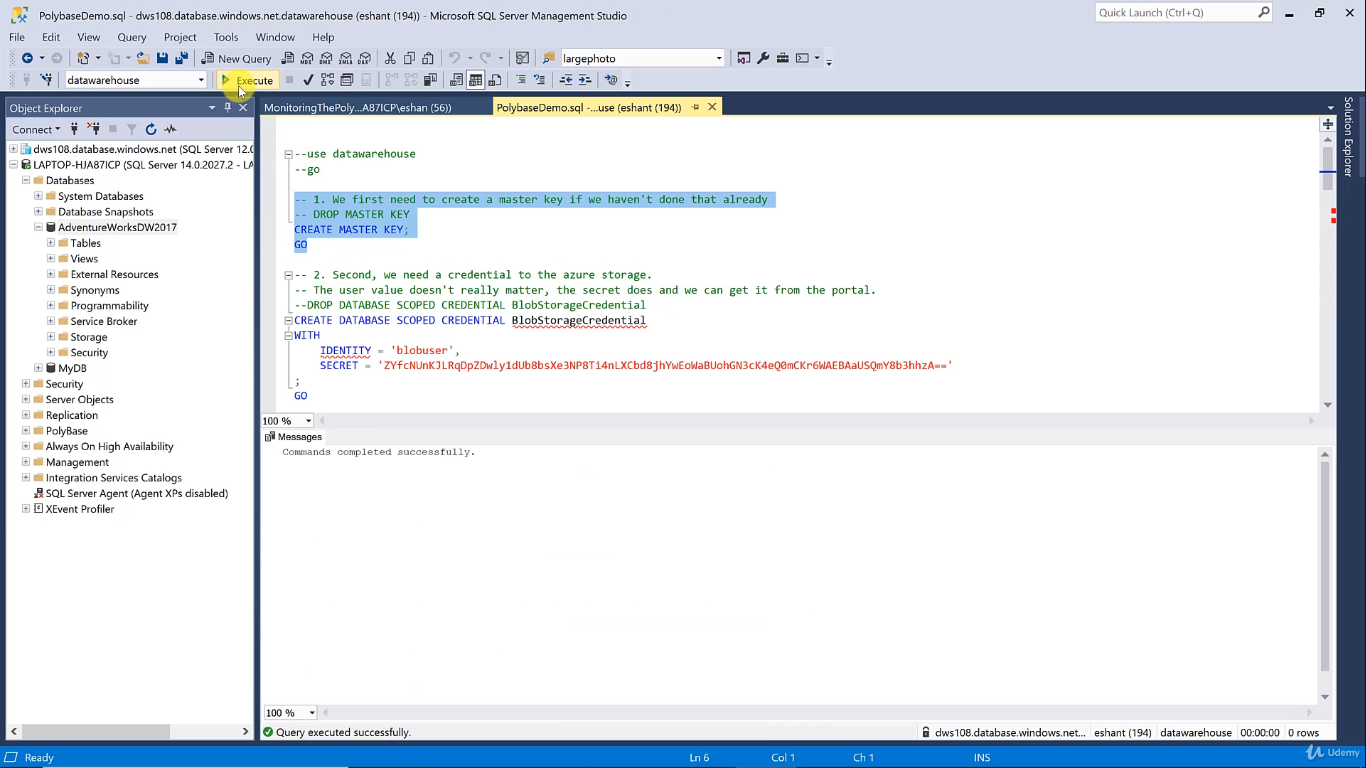 PolybaseDemo.sql - dws108.database.windows.net.datawarehouse (eshant (194)) - Microsoft SQL Server Management Studio
Quick Launch (Ctrl+Q)
File Edit View Query Project Tools Window Help
New Query
MDX DMX XMLA DAX
largephoto
datawarehouse
Execute
Object Explorer
MonitoringThePoly...A87ICP\eshan (56))
PolybaseDemo.sql -...use (eshant (194))
Solution Explorer
Connect
dws108.database.windows.net (SQL Server 12.0
LAPTOP-HJA87ICP (SQL Server 14.0.2027.2 - LA
Databases
System Databases
Database Snapshots
AdventureWorksDW2017
Tables
Views
External Resources
Synonyms
Programmability
Service Broker
Storage
Security
MyDB
Security
Server Objects
Replication
PolyBase
Always On High Availability
Management
Integration Services Catalogs
SQL Server Agent (Agent XPs disabled)
XEvent Profiler
--use datawarehouse
--go
-- 1. We first need to create a master key if we haven't done that already
-- DROP MASTER KEY
CREATE MASTER KEY;
GO
-- 2. Second, we need a credential to the azure storage.
-- The user value doesn't really matter, the secret does and we can get it from the portal.
--DROP DATABASE SCOPED CREDENTIAL BlobStorageCredential
CREATE DATABASE SCOPED CREDENTIAL BlobStorageCredential
WITH
IDENTITY = 'blobuser',
SECRET = 'ZYfcNUnKJLRqDpZDwly1dUb8bsXe3NP8Ti4nLXCbd8jhYwEoWaBUohGN3cK4eQ0mCKr6WAEBAaUSQmY8b3hhzA=='
;
GO
100 %
Messages
Commands completed successfully.
100 %
Query executed successfully.
dws108.database.windows.net... eshant (194) datawarehouse 00:00:00 0 rows
Ready
Ln 6 Col 1 Ch 1 INS
Udemy